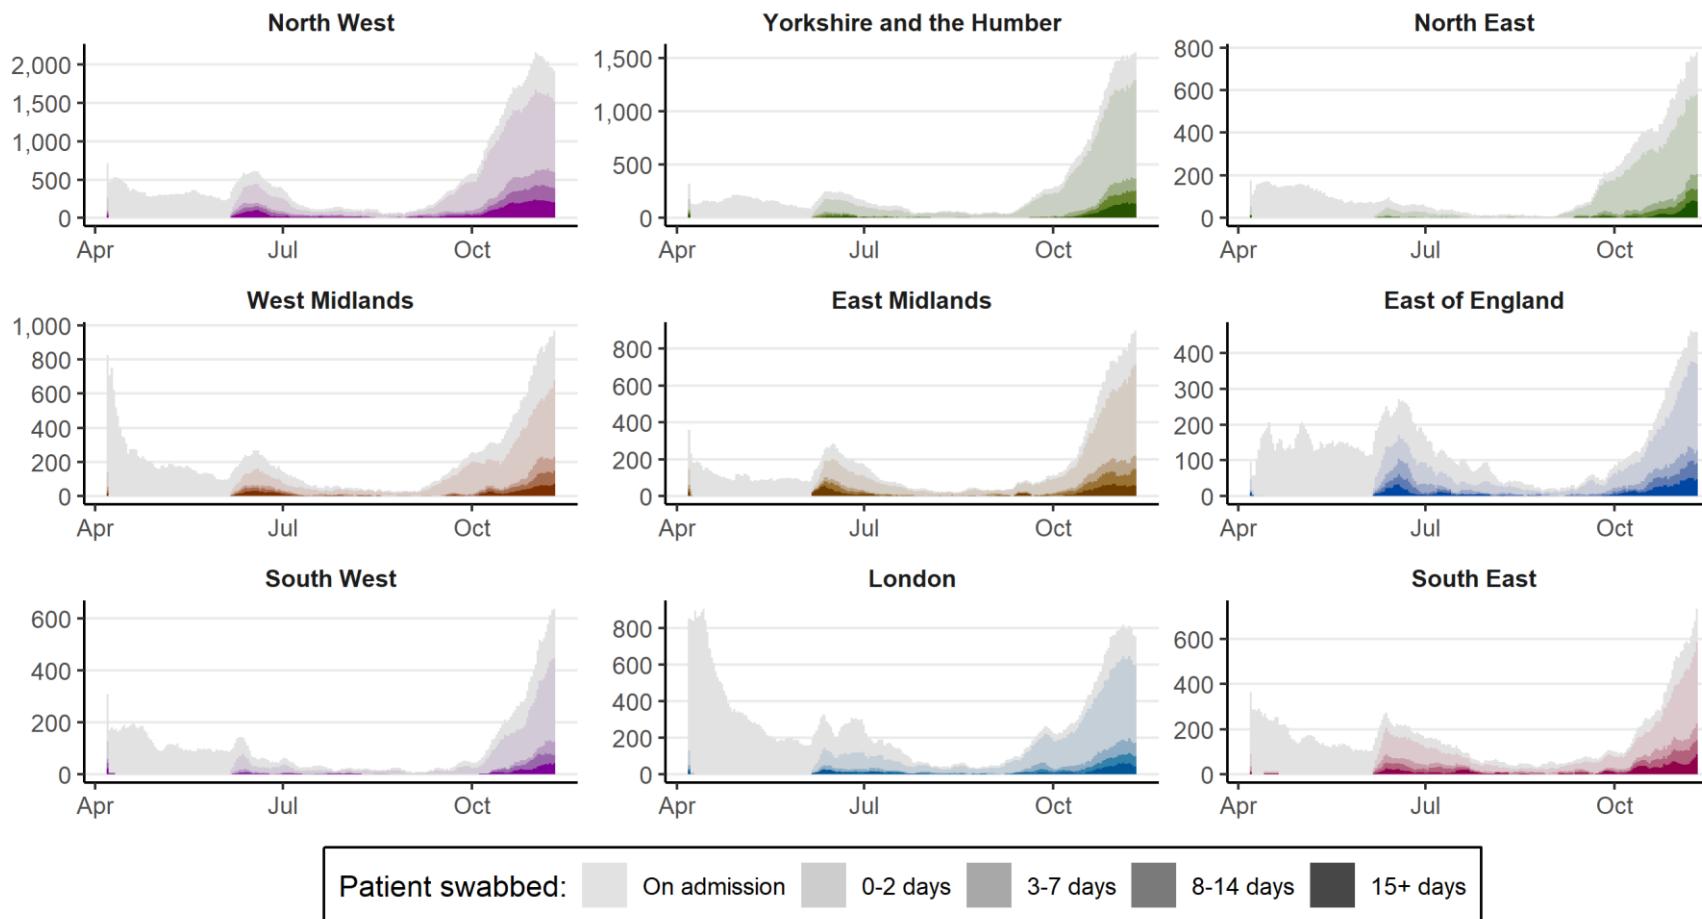 North West
Yorkshire and the Humber
North East
2,000
1,500
1,000
500
0
1,500
1,000
500
0
800
600
400
200
0
Apr Jul Oct
Apr Jul Oct
Apr Jul Oct
West Midlands
East Midlands
East of England
1,000
800
600
400
200
0
800
600
400
200
0
400
300
200
100
0
Apr Jul Oct
Apr Jul Oct
Apr Jul Oct
South West
London
South East
600
400
200
0
800
600
400
200
0
600
400
200
0
Apr Jul Oct
Apr Jul Oct
Apr Jul Oct
Patient swabbed: On admission 0-2 days 3-7 days 8-14 days 15+ days